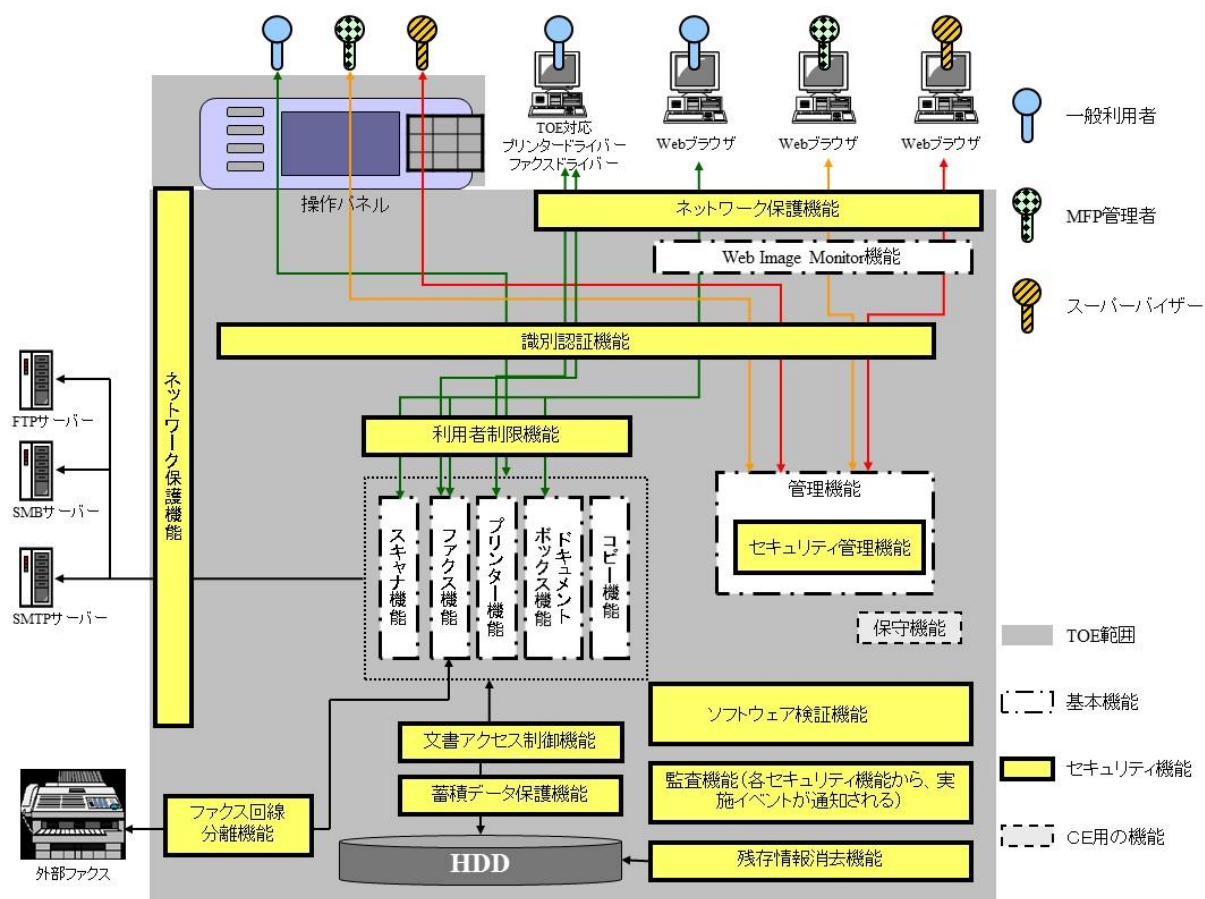 TOE対応
プリンタードライバー
ファクスドライバー
Webブラウザ
Webブラウザ
Webブラウザ
一般利用者
MFP管理者
スーパーバイザー
操作パネル
ネットワーク保護機能
Web Image Monitor機能
識別認証機能
ネットワーク保護機能
FTPサーバー
SMBサーバー
SMTPサーバー
利用者制限機能
スキャナ機能
ファクス機能
プリンター機能
ドキュメント
ボックス機能
コピー機能
管理機能
セキュリティ管理機能
保守機能
文書アクセス制御機能
蓄積データ保護機能
HDD
ソフトウェア検証機能
監査機能(各セキュリティ機能から、実
施イベントが通知される)
残存情報消去機能
ファクス回線
分離機能
外部ファクス
TOE範囲
基本機能
セキュリティ機能
CE用の機能